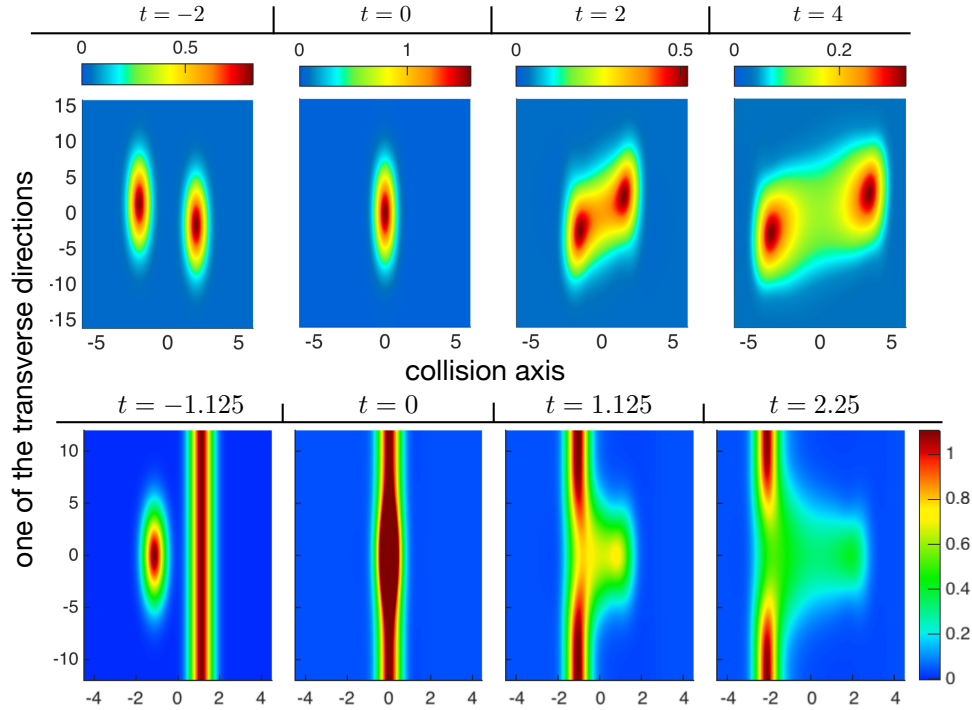 t = −2 t = 0 t = 2 t = 4
0 0.5 0 1 0 0.5 0 0.2
15
10
5
0
-5
-10
-15
-5 0 5 -5 0 5 -5 0 5 -5 0 5
collision axis
one of the transverse directions
t = −1.125 t = 0 t = 1.125 t = 2.25
10
5
0
-5
-10
-4 -2 0 2 4 -4 -2 0 2 4 -4 -2 0 2 4 -4 -2 0 2 4
1
0.8
0.6
0.4
0.2
0